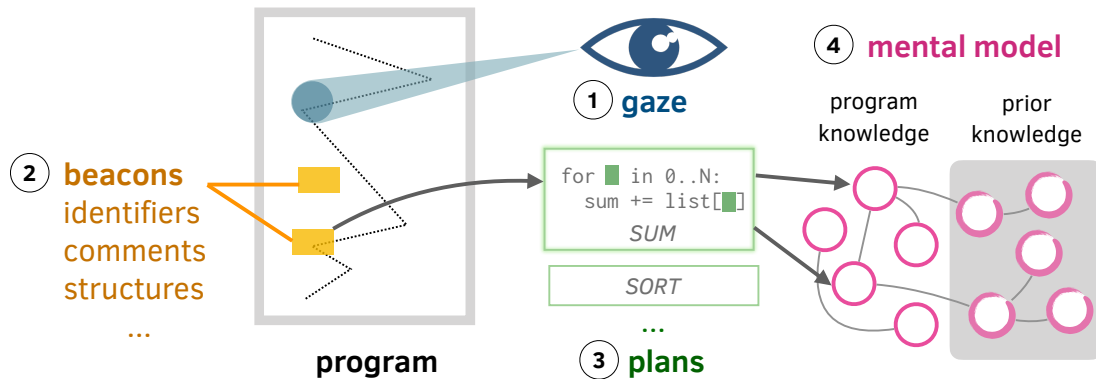 1 gaze
2 beacons
identifiers
comments
structures
...
program
for in 0..N:
sum += list[ ]
SUM
SORT
...
3 plans
4 mental model
program
knowledge
prior
knowledge